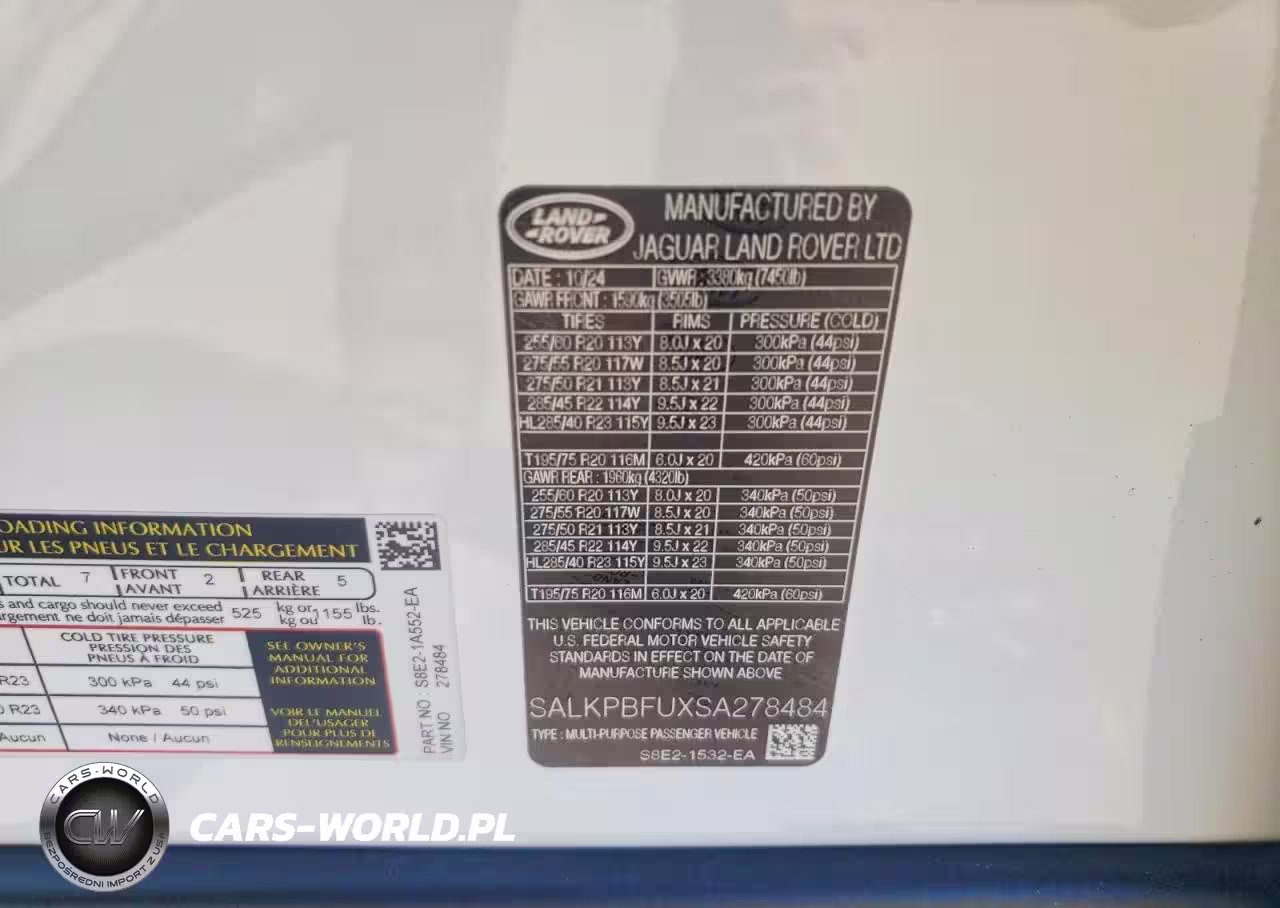 LAND
ROVER
MANUFACTURED BY
JAGUAR LAND ROVER LTD
DATE : 10/24 GVWR : 3380kg (7450lb)
GAWR FRONT : 1590kg (3505lb)
TIRES RIMS PRESSURE (COLD)
255/60 R20 113Y 8.0J x 20 300kPa (44psi)
275/55 R20 117W 8.5J x 20 300kPa (44psi)
275/50 R21 113Y 8.5J x 21 300kPa (44psi)
285/45 R22 114Y 9.5J x 22 300kPa (44psi)
HL285/40 R23 115Y 9.5J x 23 300kPa (44psi)
T195/75 R20 116M 6.0J x 20 420kPa (60psi)
GAWR REAR : 1960kg (4320lb)
255/60 R20 113Y 8.0J x 20 340kPa (50psi)
275/55 R20 117W 8.5J x 20 340kPa (50psi)
275/50 R21 113Y 8.5J x 21 340kPa (50psi)
285/45 R22 114Y 9.5J x 22 340kPa (50psi)
HL285/40 R23 115Y 9.5J x 23 340kPa (50psi)
T195/75 R20 116M 6.0J x 20 420kPa (60psi)
THIS VEHICLE CONFORMS TO ALL APPLICABLE
U.S. FEDERAL MOTOR VEHICLE SAFETY
STANDARDS IN EFFECT ON THE DATE OF
MANUFACTURE SHOWN ABOVE
SALKPBFUXSA278484
TYPE : MULTI-PURPOSE PASSENGER VEHICLE
S8E2-1532-EA
OADING INFORMATION
UR LES PNEUS ET LE CHARGEMENT
TOTAL 7 FRONT AVANT 2 REAR ARRIÈRE 5
s and cargo should never exceed 525 kg or 1155 lbs.
rgement ne doit jamais dépasser kg ou lb.
COLD TIRE PRESSURE
PRESSION DES
PNEUS À FROID
R23 300 kPa 44 psi
0 R23 340 kPa 50 psi
Aucun None / Aucun
SEE OWNER'S
MANUAL FOR
ADDITIONAL
INFORMATION
VOIR LE MANUEL
DEL'USAGER
POUR PLUS DE
RENSEIGNEMENTS
PART NO : S8E2-1A552-EA
VIN NO 278484
CARS-WORLD
CW
BEZPOŚREDNI IMPORT Z USA
CARS-WORLD.PL